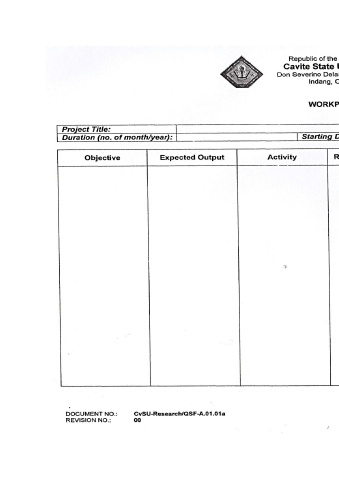 Republic of the
Cavite State U
Don Severino Dela
Indang, C
WORKP
Project Title:
Duration (no. of month/year): Starting D
Objective Expected Output Activity R
DOCUMENT NO.: CvSU-Research/QSF-A.01.01a
REVISION NO.: 00